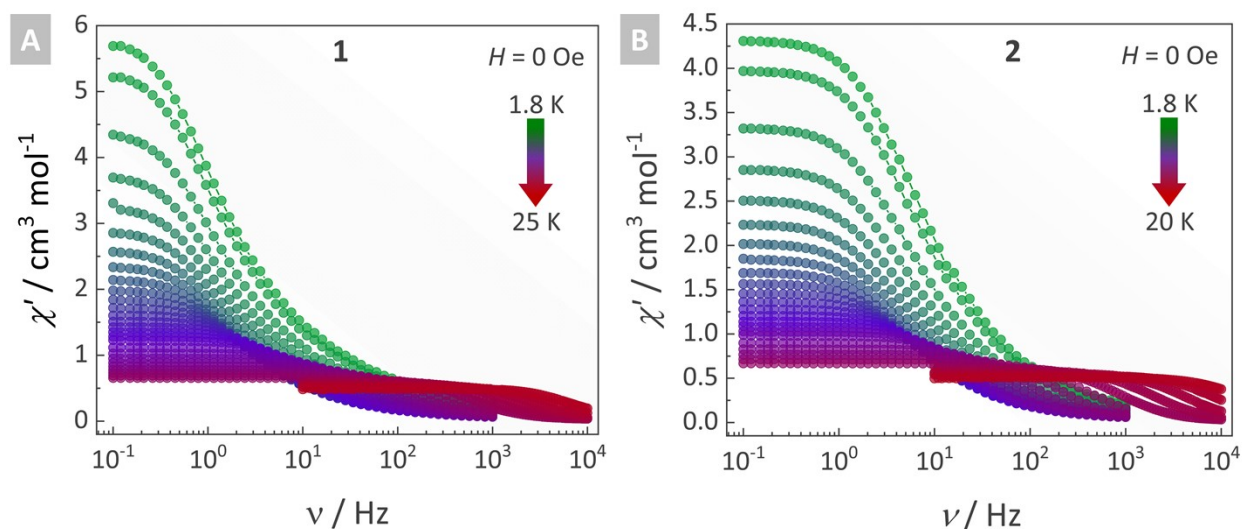 A
1
H = 0 Oe
1.8 K
25 K
χ′ / cm³ mol⁻¹
6
5
4
3
2
1
0
10⁻¹ 10⁰ 10¹ 10² 10³ 10⁴
ν / Hz
B
2
H = 0 Oe
1.8 K
20 K
χ′ / cm³ mol⁻¹
4.5
4.0
3.5
3.0
2.5
2.0
1.5
1.0
0.5
0.0
10⁻¹ 10⁰ 10¹ 10² 10³ 10⁴
ν / Hz